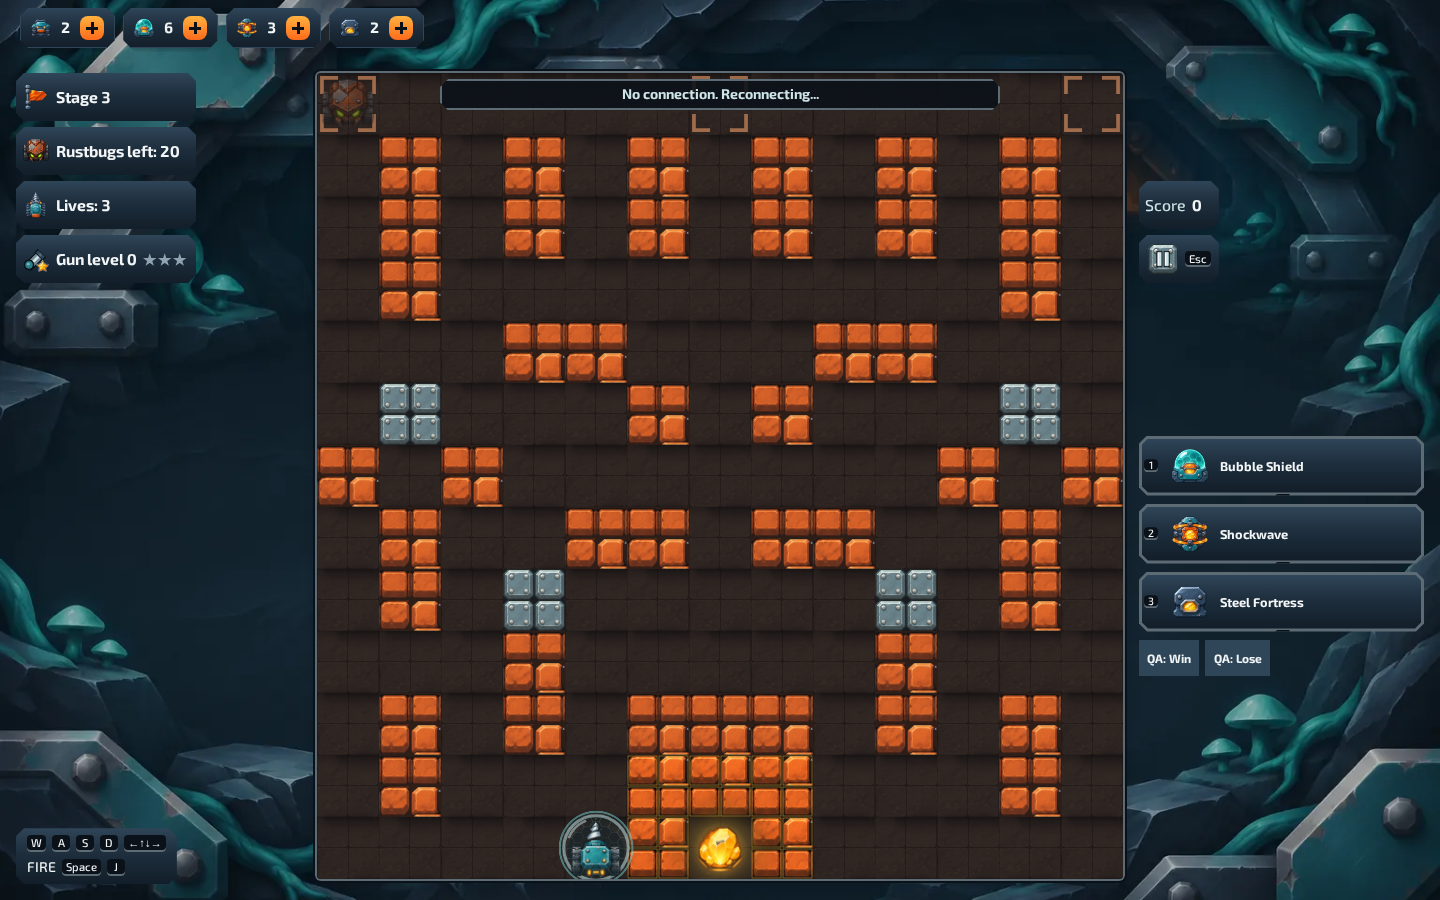 2 6 3 2
No connection. Reconnecting...
Stage 3
Rustbugs left: 20
Lives: 3
Gun level 0
Score 0
Esc
1 Bubble Shield
2 Shockwave
3 Steel Fortress
QA: Win QA: Lose
W A S D ←↑↓→
FIRE Space J